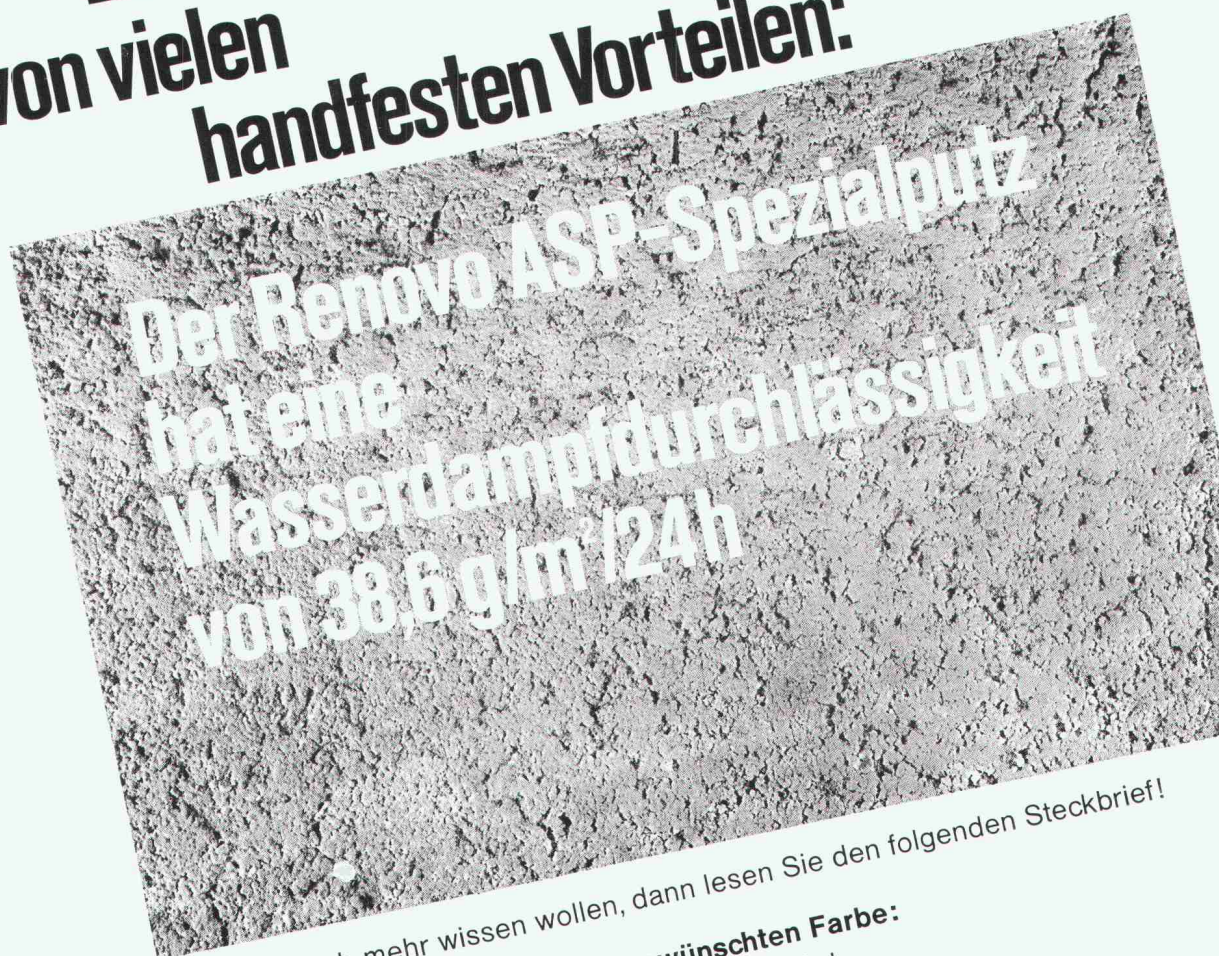 von vielen
handfesten Vorteilen:
Der Renovo ASP-Spezialputz
hat eine
Wasserdampfdurchlässigkeit
von 38,6 g/m²/24h
mehr wissen wollen, dann lesen Sie den folgenden Steckbrief!
Farbe: